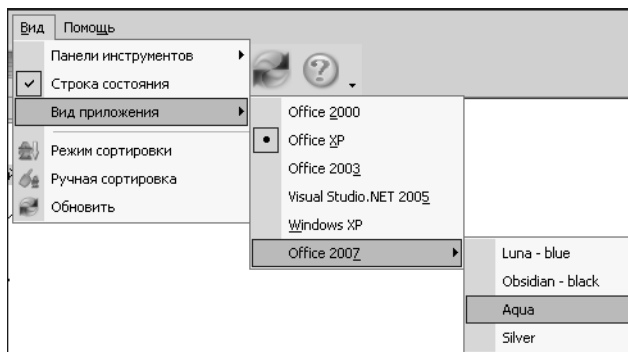 Вид Помощь
Панели инструментов
Строка состояния
Вид приложения
Режим сортировки
Ручная сортировка
Обновить
Office 2000
Office XP
Office 2003
Visual Studio.NET 2005
Windows XP
Office 2007
Luna - blue
Obsidian - black
Aqua
Silver